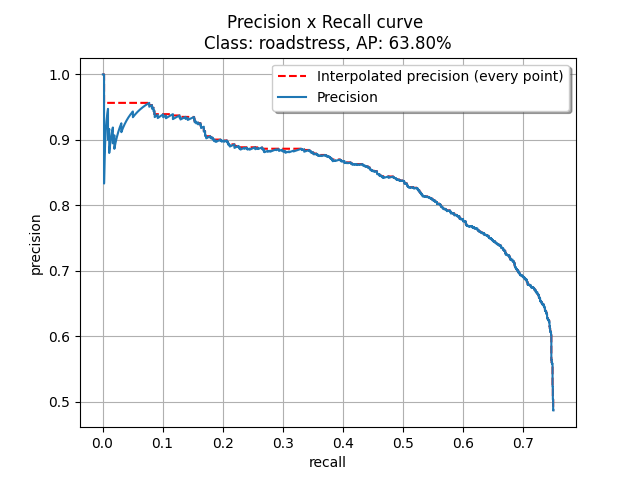 Precision x Recall curve
Class: roadstress, AP: 63.80%
Interpolated precision (every point)
Precision
1.0
0.9
0.8
0.7
0.6
0.5
precision
0.0 0.1 0.2 0.3 0.4 0.5 0.6 0.7
recall